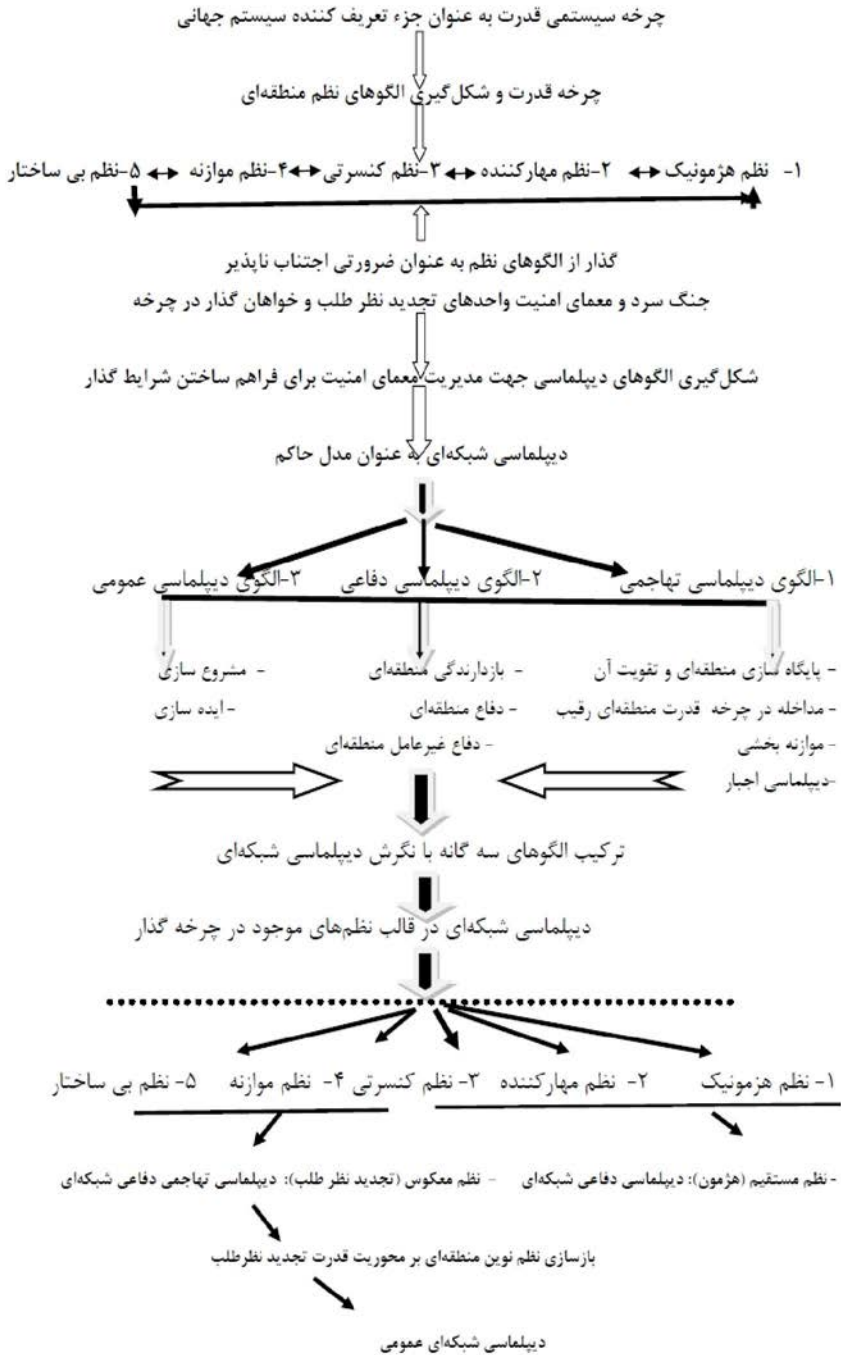 چرخه سیستمی قدرت به عنوان جزء تعریف کننده سیستم جهانی
چرخه قدرت و شکل‌گیری الگوهای نظم منطقه‌ای
۱- نظم هژمونیک ۲-نظم مهارکننده ۳-نظم کنسرتی ۴-نظم موازنه ۵-نظم بی ساختار
گذار از الگوهای نظم به عنوان ضرورتی اجتناب ناپذیر
جنگ سرد و معمای امنیت واحدهای تجدید نظر طلب و خواهان گذار در چرخه
شکل‌گیری الگوهای دیپلماسی جهت مدیریت معمای امنیت برای فراهم ساختن شرایط گذار
دیپلماسی شبکه‌ای به عنوان مدل حاکم
۱-الگوی دیپلماسی تهاجمی ۲-الگوی دیپلماسی دفاعی ۳-الگوی دیپلماسی عمومی
- پایگاه سازی منطقه‌ای و تقویت آن - بازدارندگی منطقه‌ای - مشروع سازی
- مداخله در چرخه قدرت منطقه‌ای رقیب - دفاع منطقه‌ای - ایده سازی
- موازنه بخشی - دفاع غیرعامل منطقه‌ای
-دیپلماسی اجبار
ترکیب الگوهای سه گانه با نگرش دیپلماسی شبکه‌ای
دیپلماسی شبکه‌ای در قالب نظم‌های موجود در چرخه گذار
۱- نظم هزمونیک ۲- نظم مهارکننده ۳- نظم کنسرتی ۴- نظم موازنه ۵- نظم بی ساختار
- نظم مستقیم (هژمون): دیپلماسی دفاعی شبکه‌ای - نظم معکوس (تجدید نظر طلب): دیپلماسی تهاجمی دفاعی شبکه‌ای
بازسازی نظم نوین منطقه‌ای بر محوریت قدرت تجدید نظرطلب
دیپلماسی شبکه‌ای عمومی